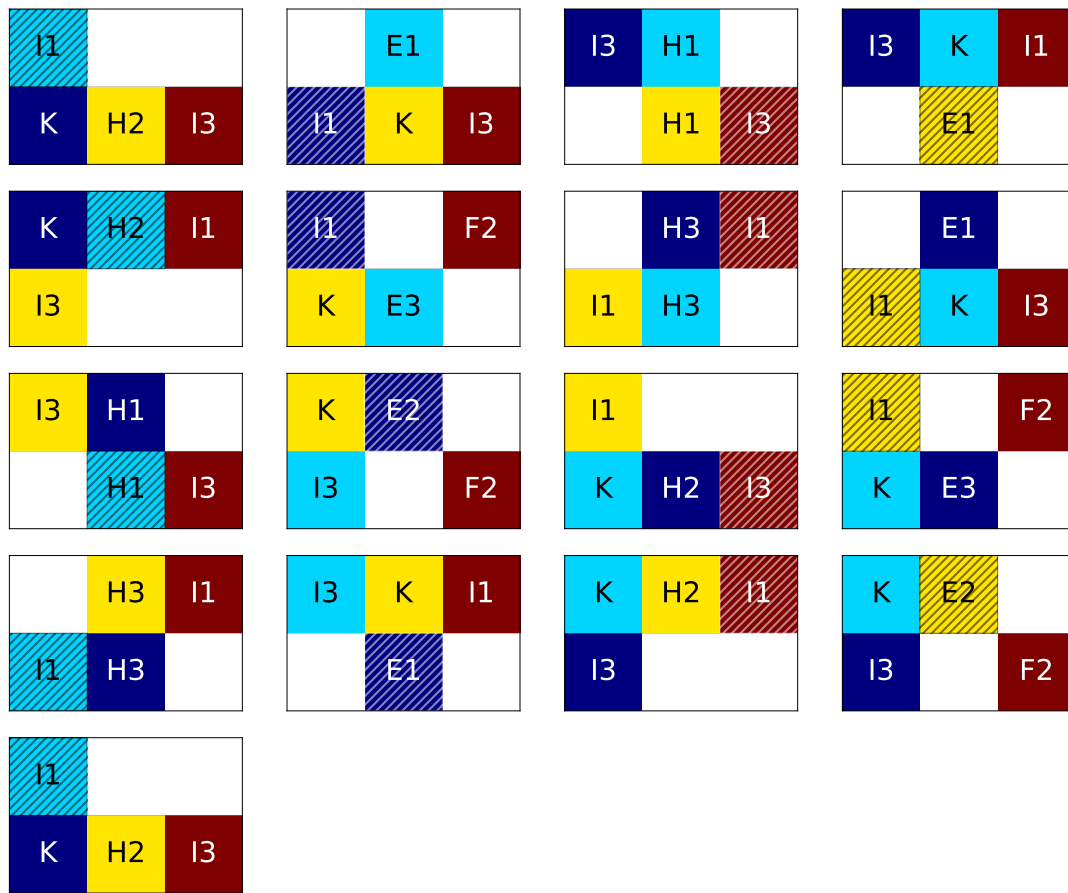 I1 E1 I3 H1 I3 K I1
K H2 I3 I1 K I3 H1 I3 E1
K H2 I1 I1 F2 H3 I1 E1
I3 K E3 I1 H3 I1 K I3
I3 H1 K E2 I1 I1 F2
H1 I3 I3 F2 K H2 I3 K E3
H3 I1 I3 K I1 K H2 I1 K E2
I1 H3 E1 I3 I3 F2
I1
K H2 I3